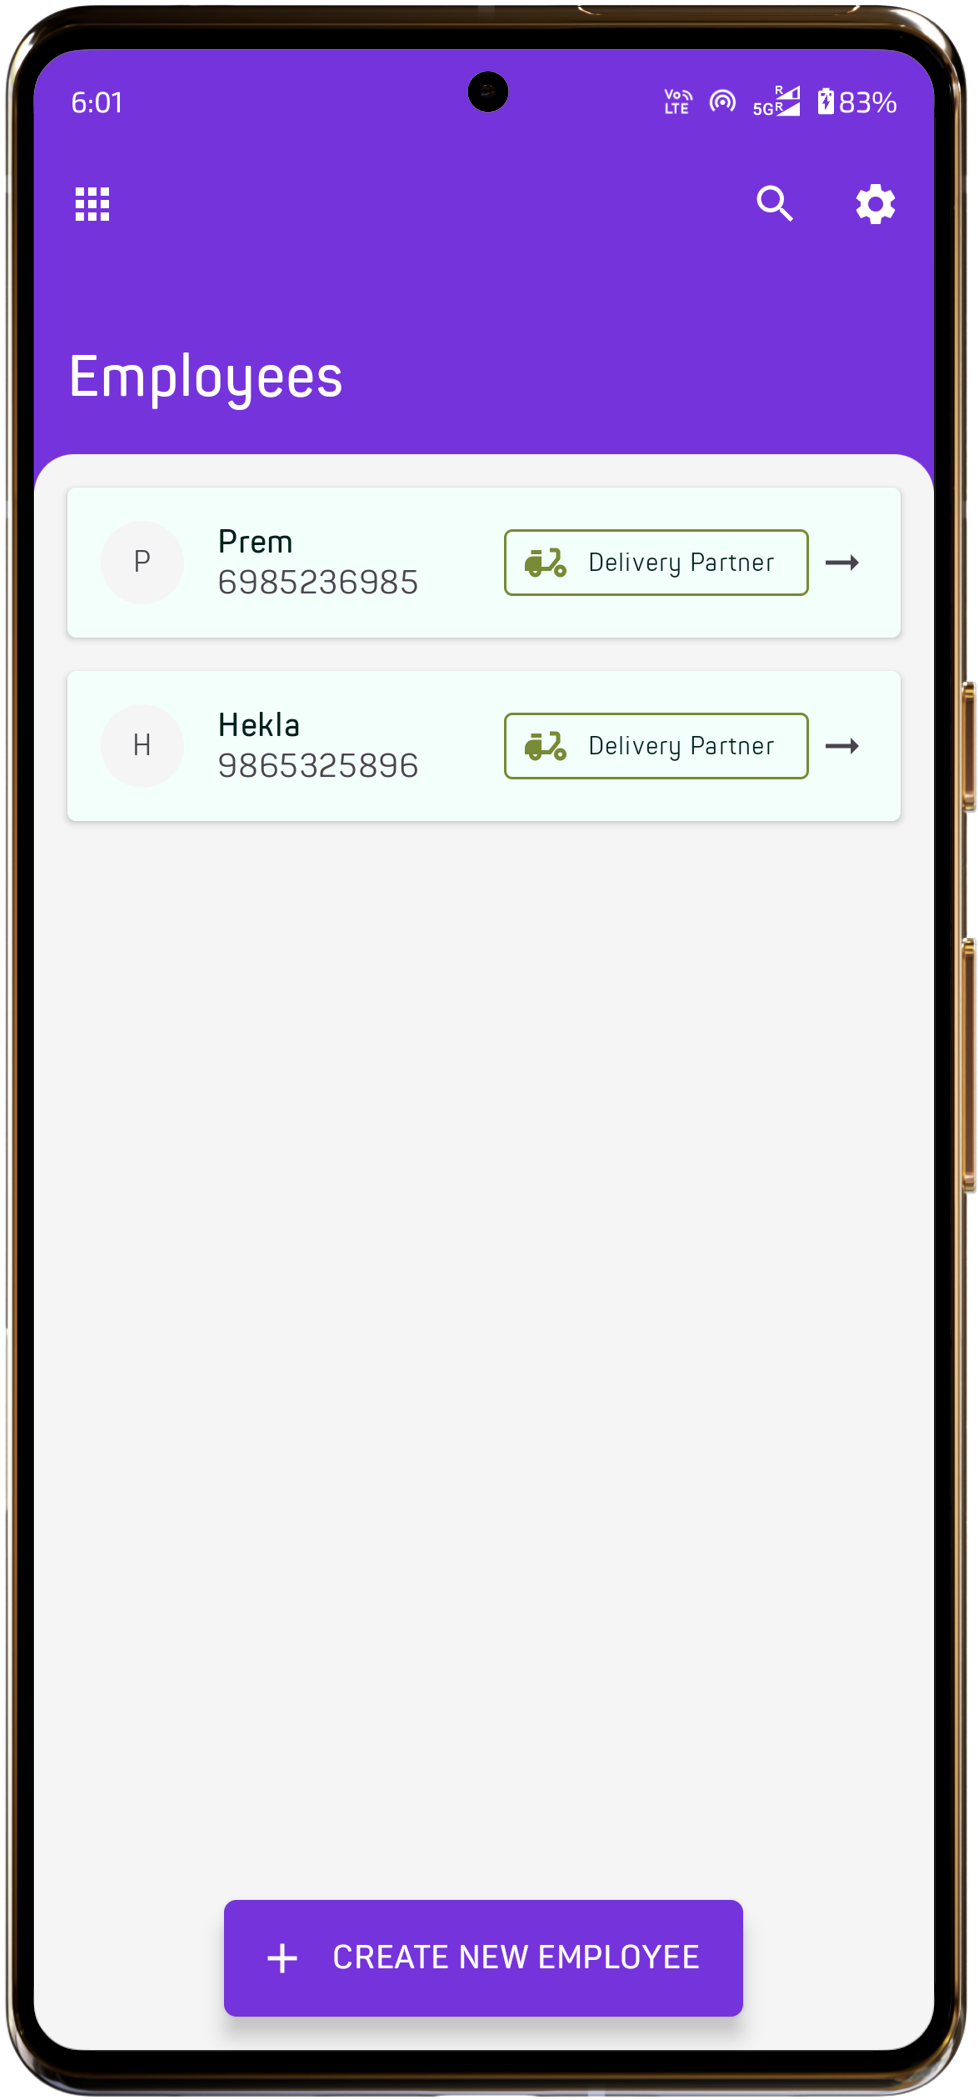 6:01
Vo LTE 5G R R 83%
Employees
P
Prem
6985236985
Delivery Partner
H
Hekla
9865325896
Delivery Partner
+ CREATE NEW EMPLOYEE